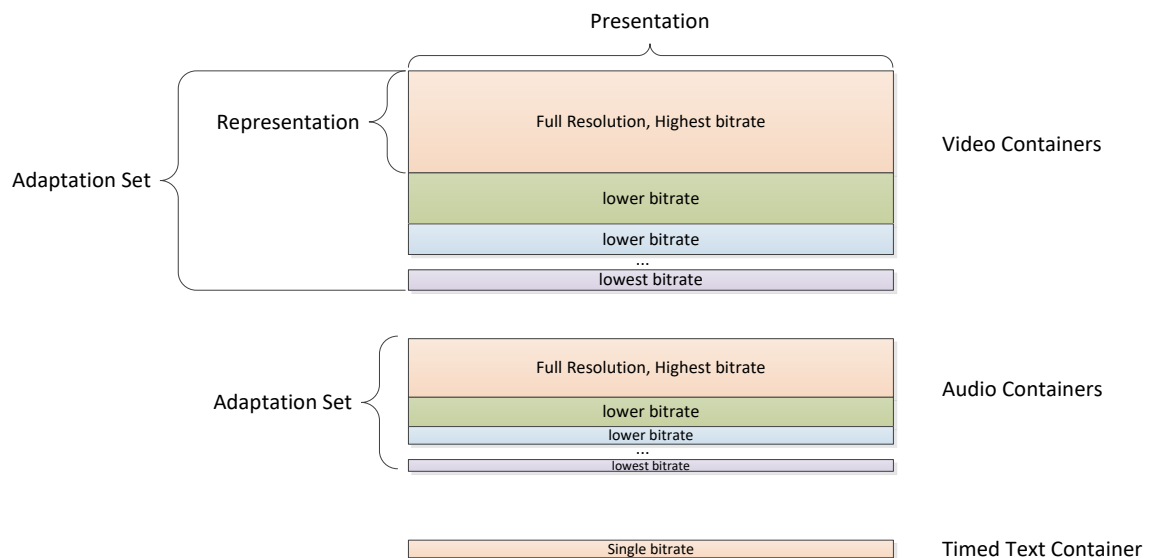 Presentation
Representation
Full Resolution, Highest bitrate
Video Containers
Adaptation Set
lower bitrate
lower bitrate
...
lowest bitrate
Full Resolution, Highest bitrate
Adaptation Set
Audio Containers
lower bitrate
lower bitrate
...
lowest bitrate
Single bitrate
Timed Text Container